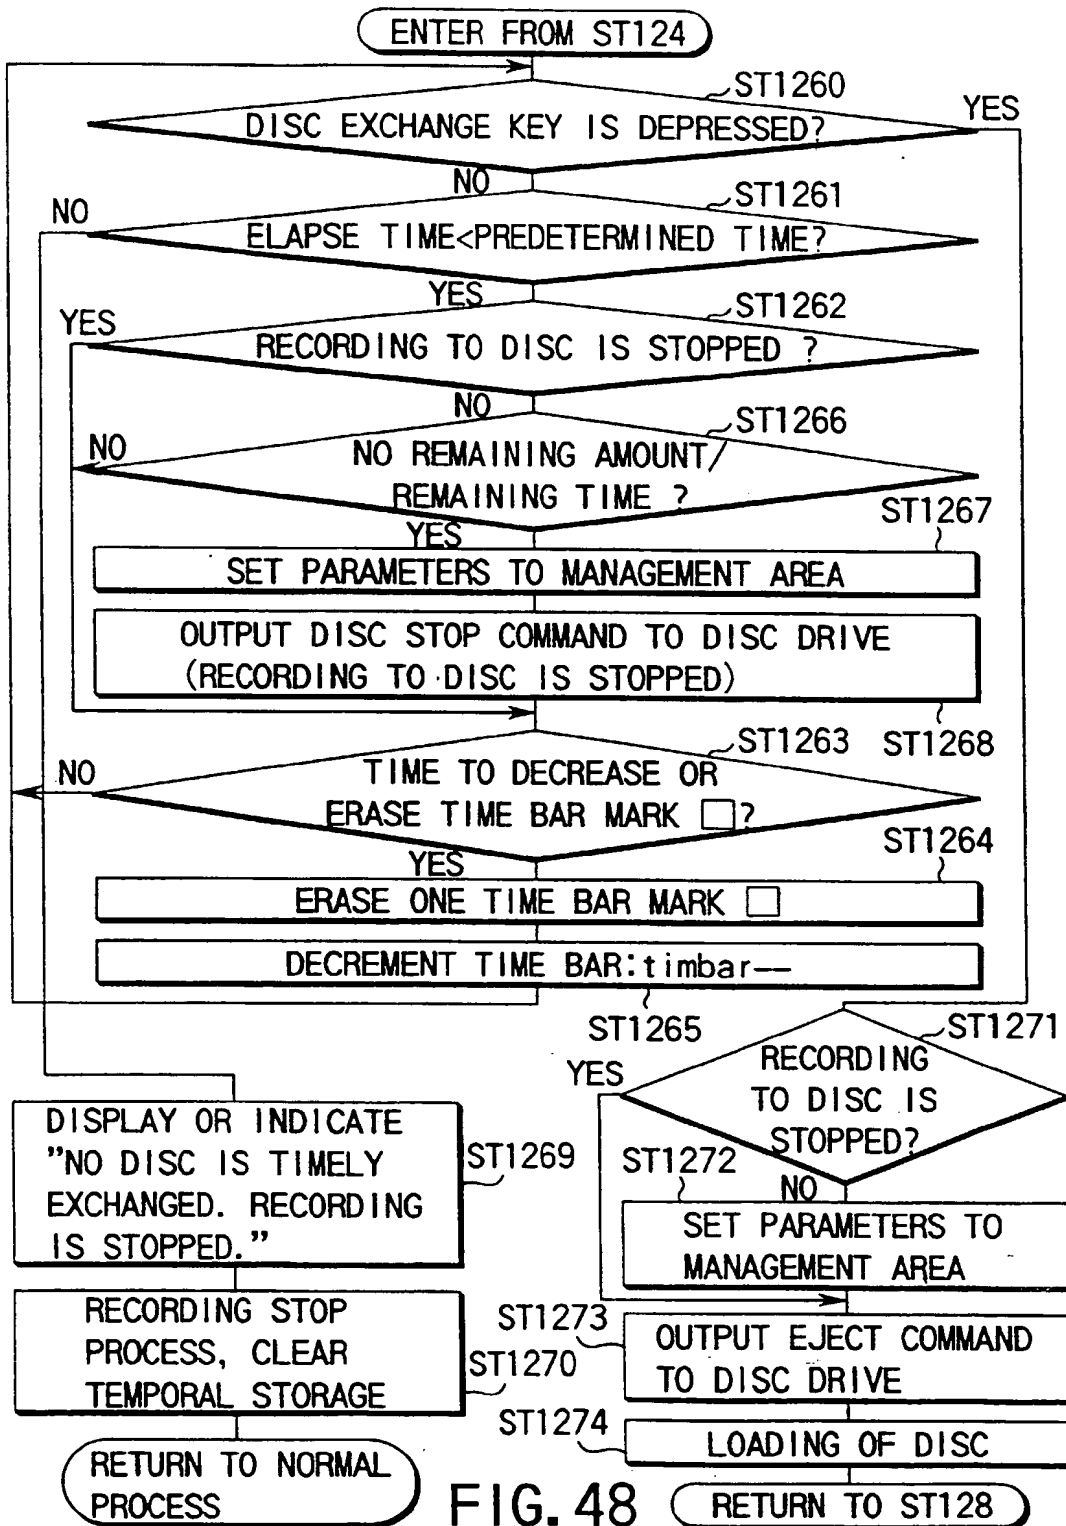 ENTER FROM ST124
ST1260
DISC EXCHANGE KEY IS DEPRESSED?
YES
NO
ST1261
NO
ELAPSE TIME<PREDETERMINED TIME?
YES
ST1262
YES
RECORDING TO DISC IS STOPPED ?
NO
ST1266
NO
NO REMAINING AMOUNT/
REMAINING TIME ?
ST1267
YES
SET PARAMETERS TO MANAGEMENT AREA
OUTPUT DISC STOP COMMAND TO DISC DRIVE
(RECORDING TO DISC IS STOPPED)
ST1268
ST1263
NO
TIME TO DECREASE OR
ERASE TIME BAR MARK □?
ST1264
YES
ERASE ONE TIME BAR MARK □
DECREMENT TIME BAR:timbar--
ST1265
ST1271
YES
RECORDING
TO DISC IS
STOPPED?
DISPLAY OR INDICATE
"NO DISC IS TIMELY
EXCHANGED. RECORDING
IS STOPPED."
ST1269
ST1272
NO
SET PARAMETERS TO
MANAGEMENT AREA
RECORDING STOP
PROCESS, CLEAR
TEMPORAL STORAGE
ST1270
ST1273
OUTPUT EJECT COMMAND
TO DISC DRIVE
ST1274
LOADING OF DISC
RETURN TO NORMAL
PROCESS
FIG. 48
RETURN TO ST128